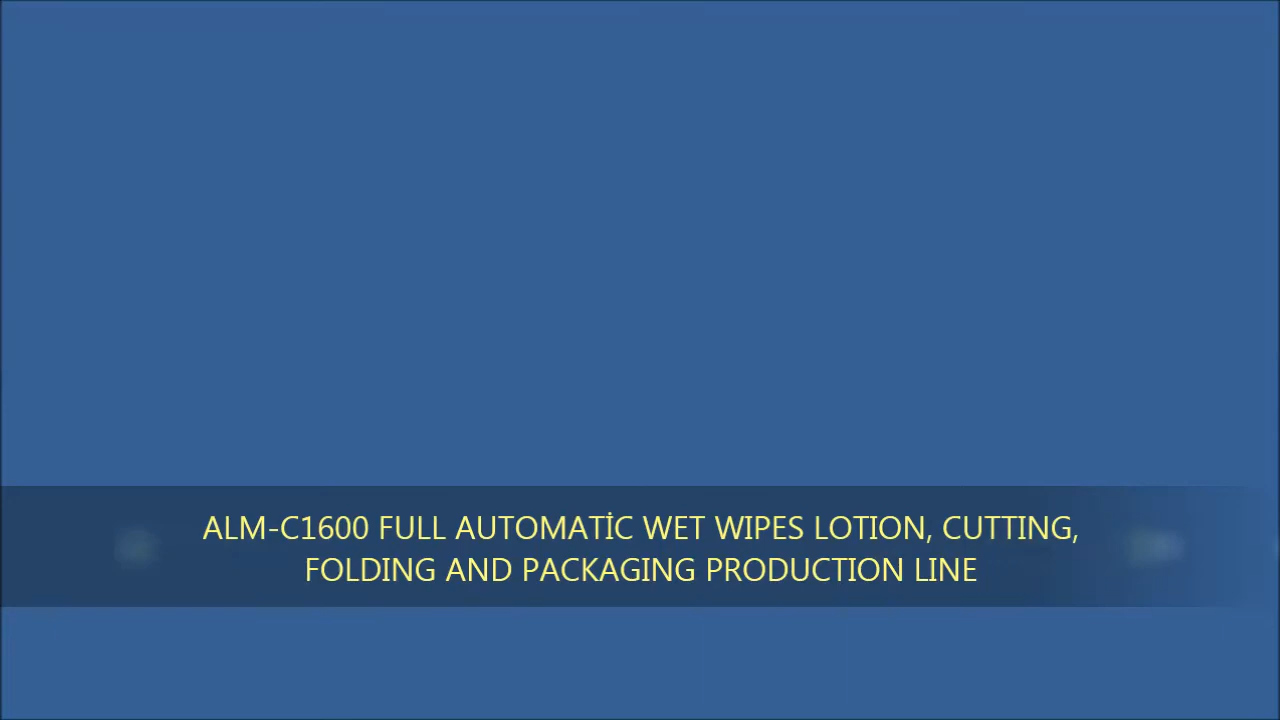 ALM-C1600 FULL AUTOMATİC WET WIPES LOTION, CUTTING,
FOLDING AND PACKAGING PRODUCTION LINE